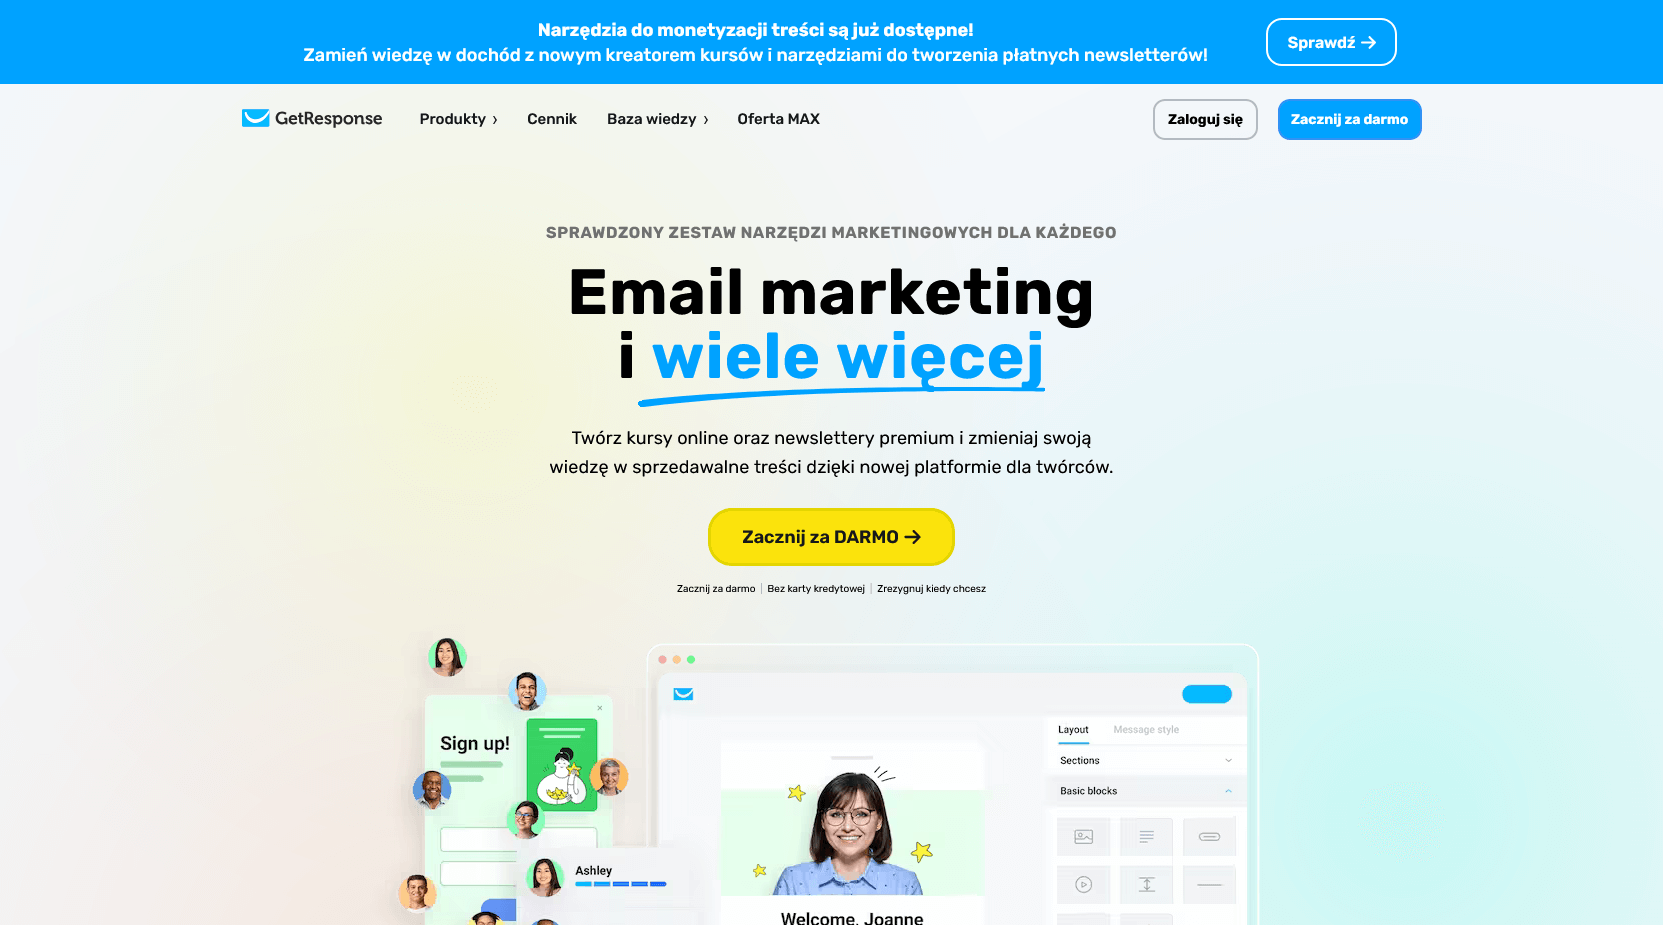 Narzędzia do monetyzacji treści są już dostępne!
Zamień wiedzę w dochód z nowym kreatorem kursów i narzędziami do tworzenia płatnych newsletterów!
Sprawdź →
GetResponse
Produkty ›
Cennik
Baza wiedzy ›
Oferta MAX
Zaloguj się
Zacznij za darmo
SPRAWDZONY ZESTAW NARZĘDZI MARKETINGOWYCH DLA KAŻDEGO
Email marketing
i wiele więcej
Twórz kursy online oraz newslettery premium i zmieniaj swoją
wiedzę w sprzedawalne treści dzięki nowej platformie dla twórców.
Zacznij za DARMO →
Zacznij za darmo | Bez karty kredytowej | Zrezygnuj kiedy chcesz
Sign up!
Ashley
Layout
Message style
Sections
Basic blocks
Welcome, Joanne